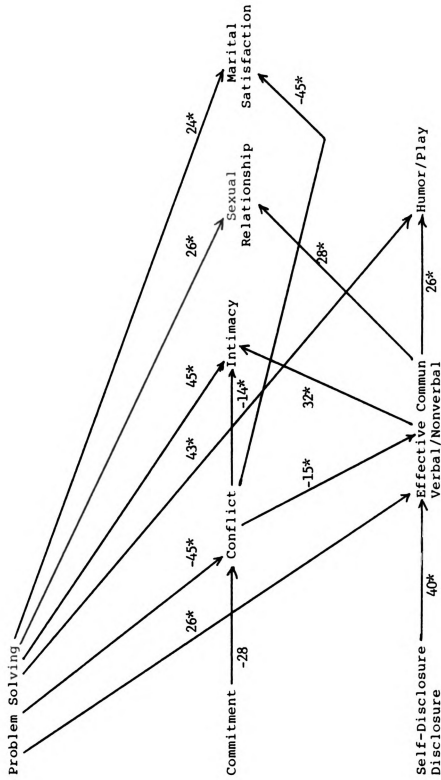 Problem Solving
24*
26*
45*
43*
-45*
26*
Marital
Satisfaction
Sexual
Relationship
Intimacy
-14*
Conflict
-28
Commitment
-45*
28*
32*
-15*
Humor/Play
26*
Effective Commun
Verbal/Nonverbal
40*
Self-Disclosure
Disclosure